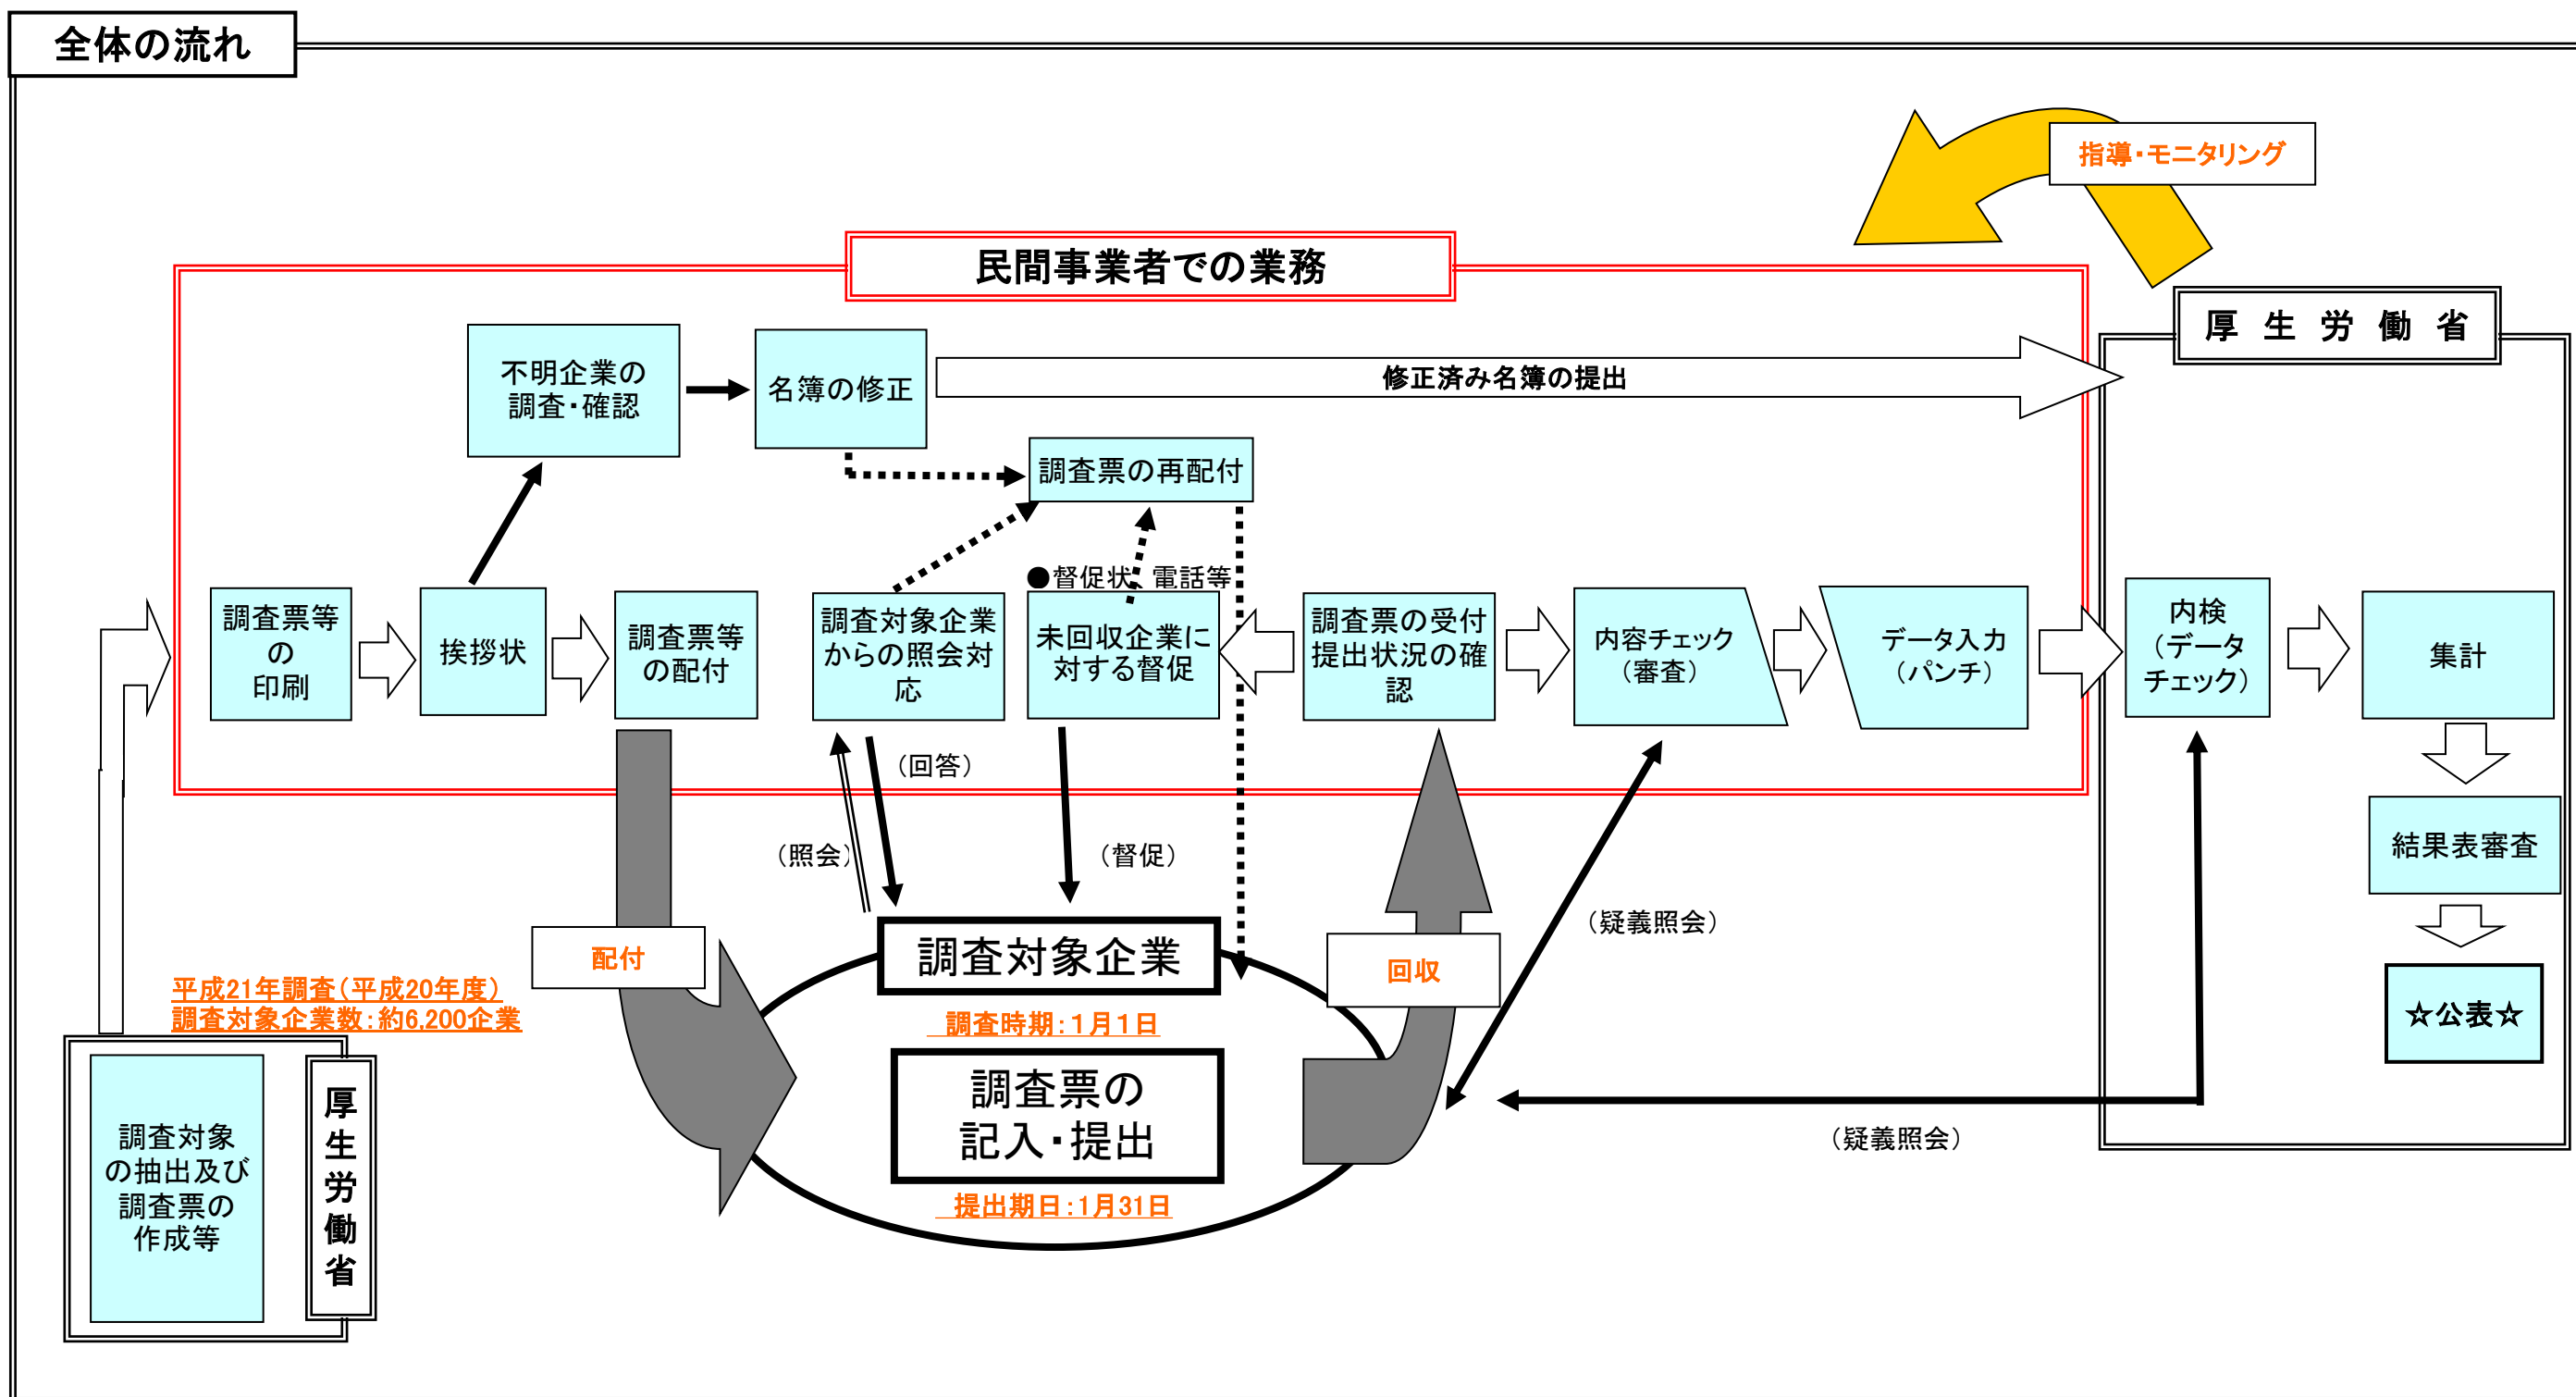 全体の流れ
指導・モニタリング
民間事業者での業務
厚生労働省
不明企業の
調査・確認
名簿の修正
修正済み名簿の提出
調査票の再配付
●督促状、電話等
調査票等
の
印刷
挨拶状
調査票等
の配付
調査対象企業
からの照会対
応
未回収企業に
対する督促
調査票の受付
提出状況の確
認
内容チェック
（審査）
データ入力
（パンチ）
内検
（データ
チェック）
集計
（回答）
（照会）
（督促）
結果表審査
（疑義照会）
配付
調査対象企業
回収
平成21年調査（平成20年度）
調査対象企業数：約6,200企業
調査時期：１月１日
☆公表☆
調査票の
記入・提出
（疑義照会）
提出期日：1月31日
調査対象
の抽出及び
調査票の
作成等
厚生労働省